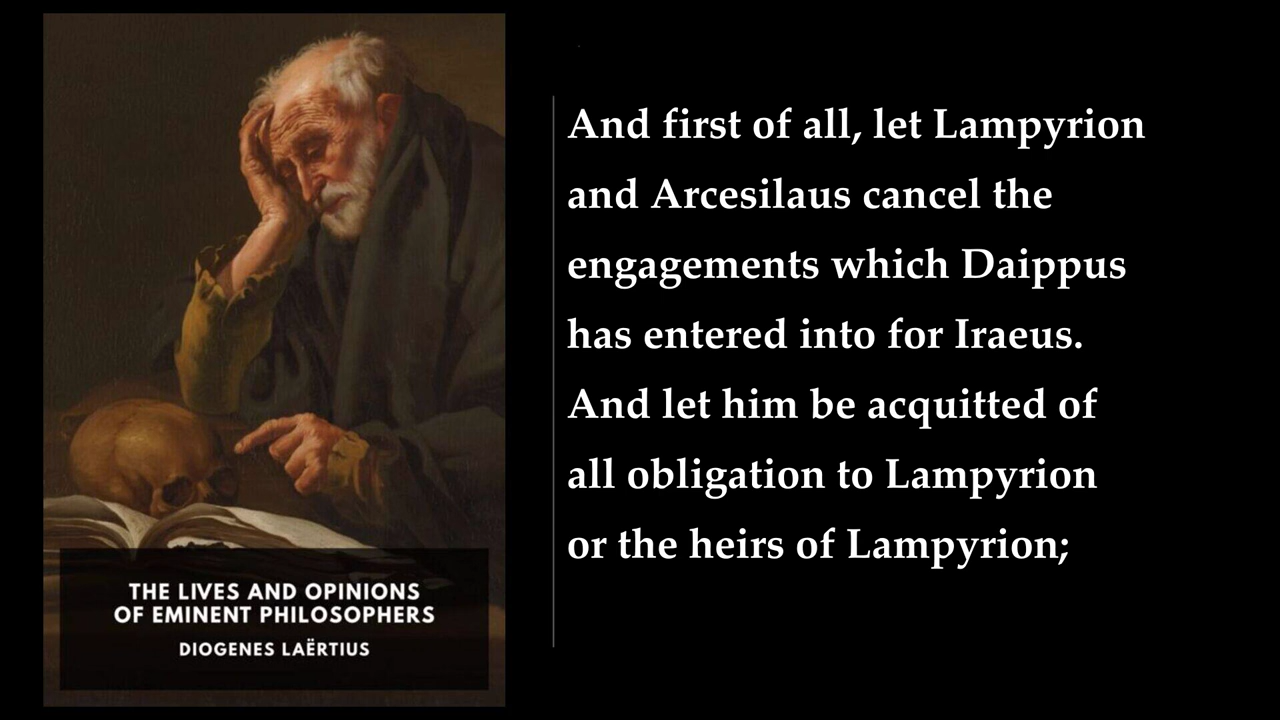 And first of all, let Lampyrion
and Arcesilaus cancel the
engagements which Daippus
has entered into for Iraeus.
And let him be acquitted of
all obligation to Lampyrion
or the heirs of Lampyrion;
THE LIVES AND OPINIONS
OF EMINENT PHILOSOPHERS
DIOGENES LAËRTIUS